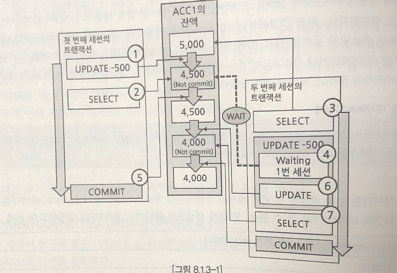 ACC1의
잔액
첫 번째 세션의
트랜잭션
①
UPDATE -500
②
SELECT
⑤
COMMIT
5,000
4,500
(Not commit)
4,500
4,000
(Not commit)
4,000
WAIT
두 번째 세션의
트랜잭션
③
SELECT
UPDATE -500
④
Waiting
1번 세션
⑥
UPDATE
⑦
SELECT
COMMIT
[그림 8.1.3-1]